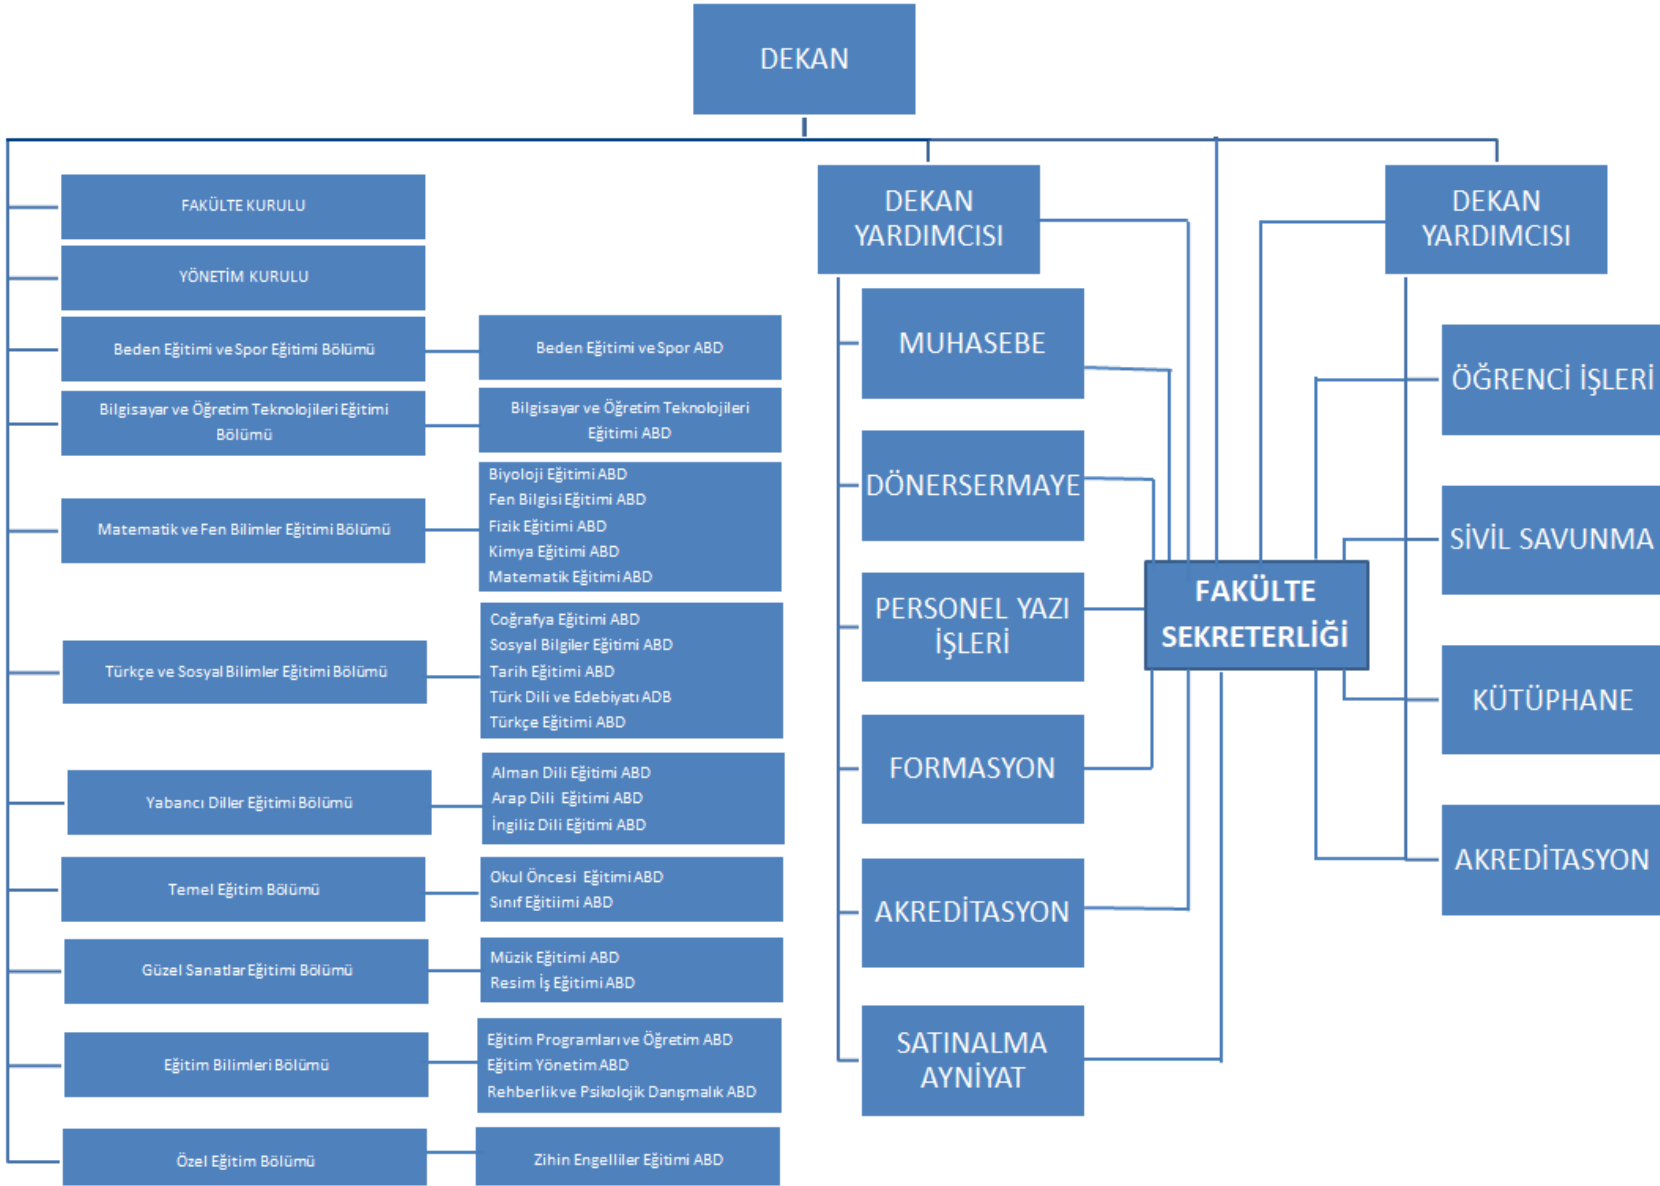 DEKAN
FAKÜLTE KURULU
YÖNETİM KURULU
Beden Eğitimi ve Spor Eğitimi Bölümü
Beden Eğitimi ve Spor ABD
Bilgisayar ve Öğretim Teknolojileri Eğitimi
Bölümü
Bilgisayar ve Öğretim Teknolojileri
Eğitimi ABD
Matematik ve Fen Bilimler Eğitimi Bölümü
Biyoloji Eğitimi ABD
Fen Bilgisi Eğitimi ABD
Fizik Eğitimi ABD
Kimya Eğitimi ABD
Matematik Eğitimi ABD
Türkçe ve Sosyal Bilimler Eğitimi Bölümü
Coğrafya Eğitimi ABD
Sosyal Bilgiler Eğitimi ABD
Tarih Eğitimi ABD
Türk Dili ve Edebiyatı ADB
Türkçe Eğitimi ABD
Yabancı Diller Eğitimi Bölümü
Alman Dili Eğitimi ABD
Arap Dili Eğitimi ABD
İngiliz Dili Eğitimi ABD
Temel Eğitim Bölümü
Okul Öncesi Eğitimi ABD
Sınıf Eğitiimi ABD
Güzel Sanatlar Eğitimi Bölümü
Müzik Eğitimi ABD
Resim İş Eğitimi ABD
Eğitim Bilimleri Bölümü
Eğitim Programları ve Öğretim ABD
Eğitim Yönetim ABD
Rehberlik ve Psikolojik Danışmalık ABD
Özel Eğitim Bölümü
Zihin Engelliler Eğitimi ABD
DEKAN
YARDIMCISI
MUHASEBE
DÖNERSERMAYE
PERSONEL YAZI
İŞLERİ
FORMASYON
AKREDİTASYON
SATINALMA
AYNİYAT
FAKÜLTE
SEKRETERLİĞİ
DEKAN
YARDIMCISI
ÖĞRENCİ İŞLERİ
SİVİL SAVUNMA
KÜTÜPHANE
AKREDİTASYON